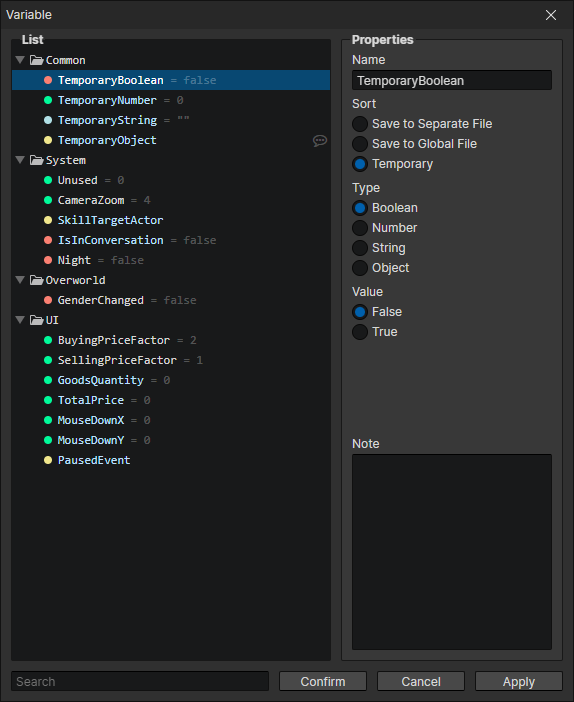 Variable
List
Common
TemporaryBoolean = false
TemporaryNumber = 0
TemporaryString = ""
TemporaryObject
System
Unused = 0
CameraZoom = 4
SkillTargetActor
IsInConversation = false
Night = false
Overworld
GenderChanged = false
UI
BuyingPriceFactor = 2
SellingPriceFactor = 1
GoodsQuantity = 0
TotalPrice = 0
MouseDownX = 0
MouseDownY = 0
PausedEvent
Properties
Name
TemporaryBoolean
Sort
Save to Separate File
Save to Global File
Temporary
Type
Boolean
Number
String
Object
Value
False
True
Note
Search
Confirm
Cancel
Apply